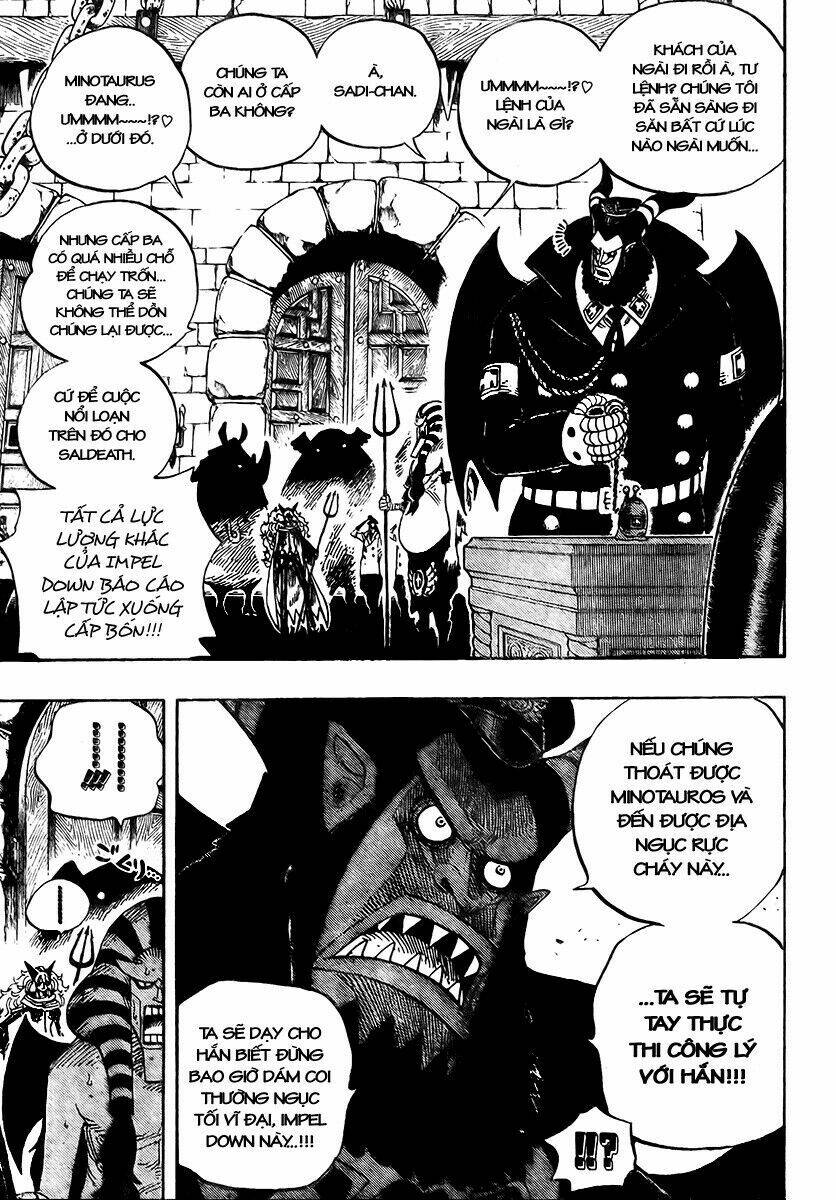 KHÁCH CỦA
NGÀI ĐI RỒI À, TƯ
LỆNH? CHÚNG TÔI
ĐÃ SẴN SÀNG ĐI
SĂN BẤT CỨ LÚC
NÀO NGÀI MUỐN...
ƯMMMM~~~!?♡
LỆNH CỦA
NGÀI LÀ GÌ?
À,
SADI-CHAN.
CHÚNG TA
CÒN AI Ở CẤP
BA KHÔNG?
MINOTAURUS
ĐANG..
ƯMMMM~~~!?♡
...Ở DƯỚI ĐÓ.
NHƯNG CẤP BA
CÓ QUÁ NHIỀU CHỖ
ĐỂ CHẠY TRỐN...
CHÚNG TA SẼ
KHÔNG THỂ DỒN
CHÚNG LẠI ĐƯỢC...
CỨ ĐỂ CUỘC
NỔI LOẠN
TRÊN ĐÓ CHO
SALDEATH.
TẤT CẢ LỰC
LƯỢNG KHÁC
CỦA IMPEL
DOWN BÁO CÁO
LẬP TỨC XUỐNG
CẤP BỐN!!!
NẾU CHÚNG
THOÁT ĐƯỢC
MINOTAUROS VÀ
ĐẾN ĐƯỢC ĐỊA
NGỤC RỰC
CHÁY NÀY...
...TA SẼ TỰ
TAY THỰC
THI CÔNG LÝ
VỚI HẮN!!!
!!?
TA SẼ DẠY CHO
HẮN BIẾT ĐỪNG
BAO GIỜ DÁM COI
THƯỜNG NGỤC
TỐI VĨ ĐẠI, IMPEL
DOWN NÀY...!!!